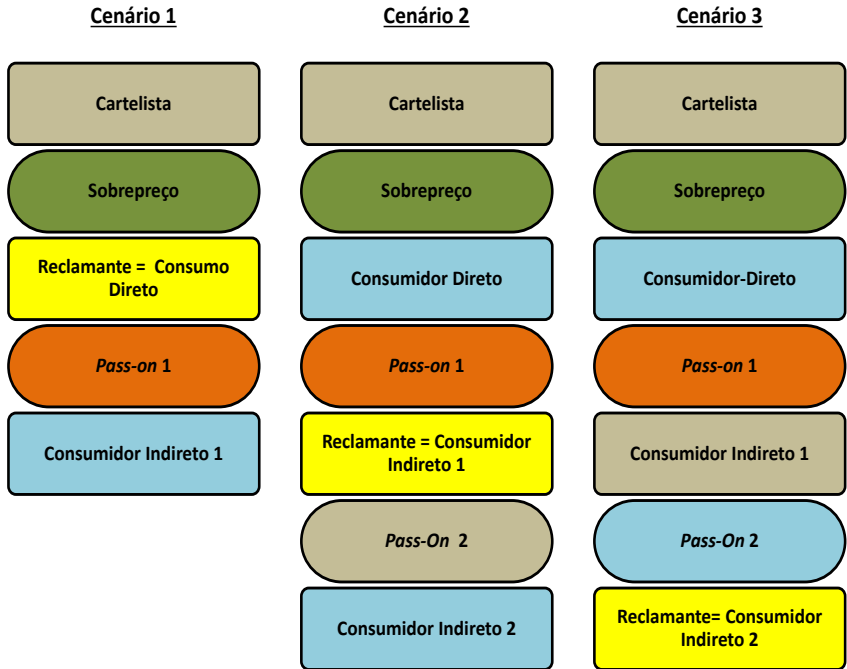 Cenário 1
Cartelista
Sobrepreço
Reclamante = Consumo
Direto
Pass-on 1
Consumidor Indireto 1
Cenário 2
Cartelista
Sobrepreço
Consumidor Direto
Pass-on 1
Reclamante = Consumidor
Indireto 1
Pass-On 2
Consumidor Indireto 2
Cenário 3
Cartelista
Sobrepreço
Consumidor-Direto
Pass-on 1
Consumidor Indireto 1
Pass-On 2
Reclamante= Consumidor
Indireto 2